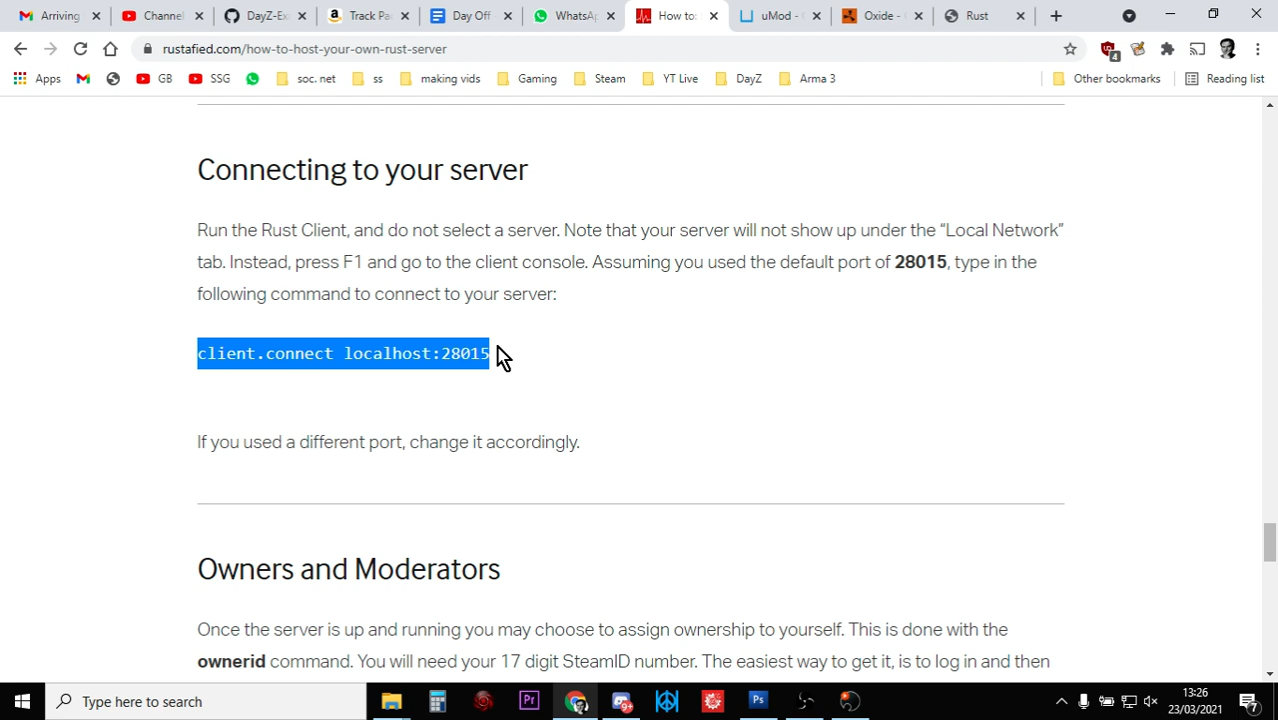 Arriving
Channel
DayZ-Ex
Track Pa
Day Off
WhatsAp
How to:
uMod -
Oxide -
Rust
rustafied.com/how-to-host-your-own-rust-server
4
Apps
GB
SSG
soc. net
ss
making vids
Gaming
Steam
YT Live
DayZ
Arma 3
Other bookmarks
Reading list
Connecting to your server
Run the Rust Client, and do not select a server. Note that your server will not show up under the “Local Network”
tab. Instead, press F1 and go to the client console. Assuming you used the default port of 28015, type in the
following command to connect to your server:
client.connect localhost:28015
If you used a different port, change it accordingly.
Owners and Moderators
Once the server is up and running you may choose to assign ownership to yourself. This is done with the
ownerid command. You will need your 17 digit SteamID number. The easiest way to get it, is to log in and then
Type here to search
Pr
9+
Ps
13:26
23/03/2021
7